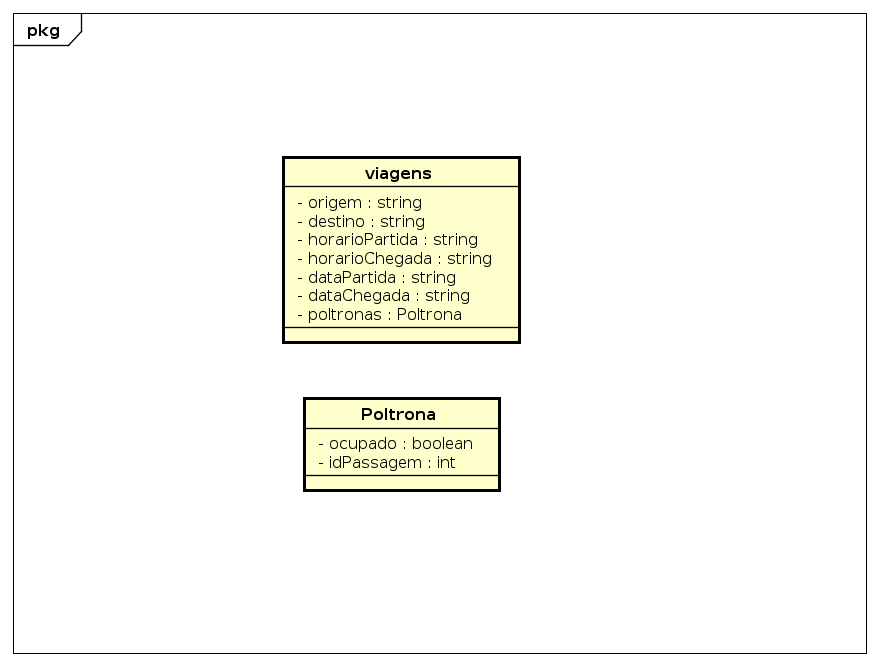 pkg
viagens
- origem : string
- destino : string
- horarioPartida : string
- horarioChegada : string
- dataPartida : string
- dataChegada : string
- poltronas : Poltrona
Poltrona
- ocupado : boolean
- idPassagem : int